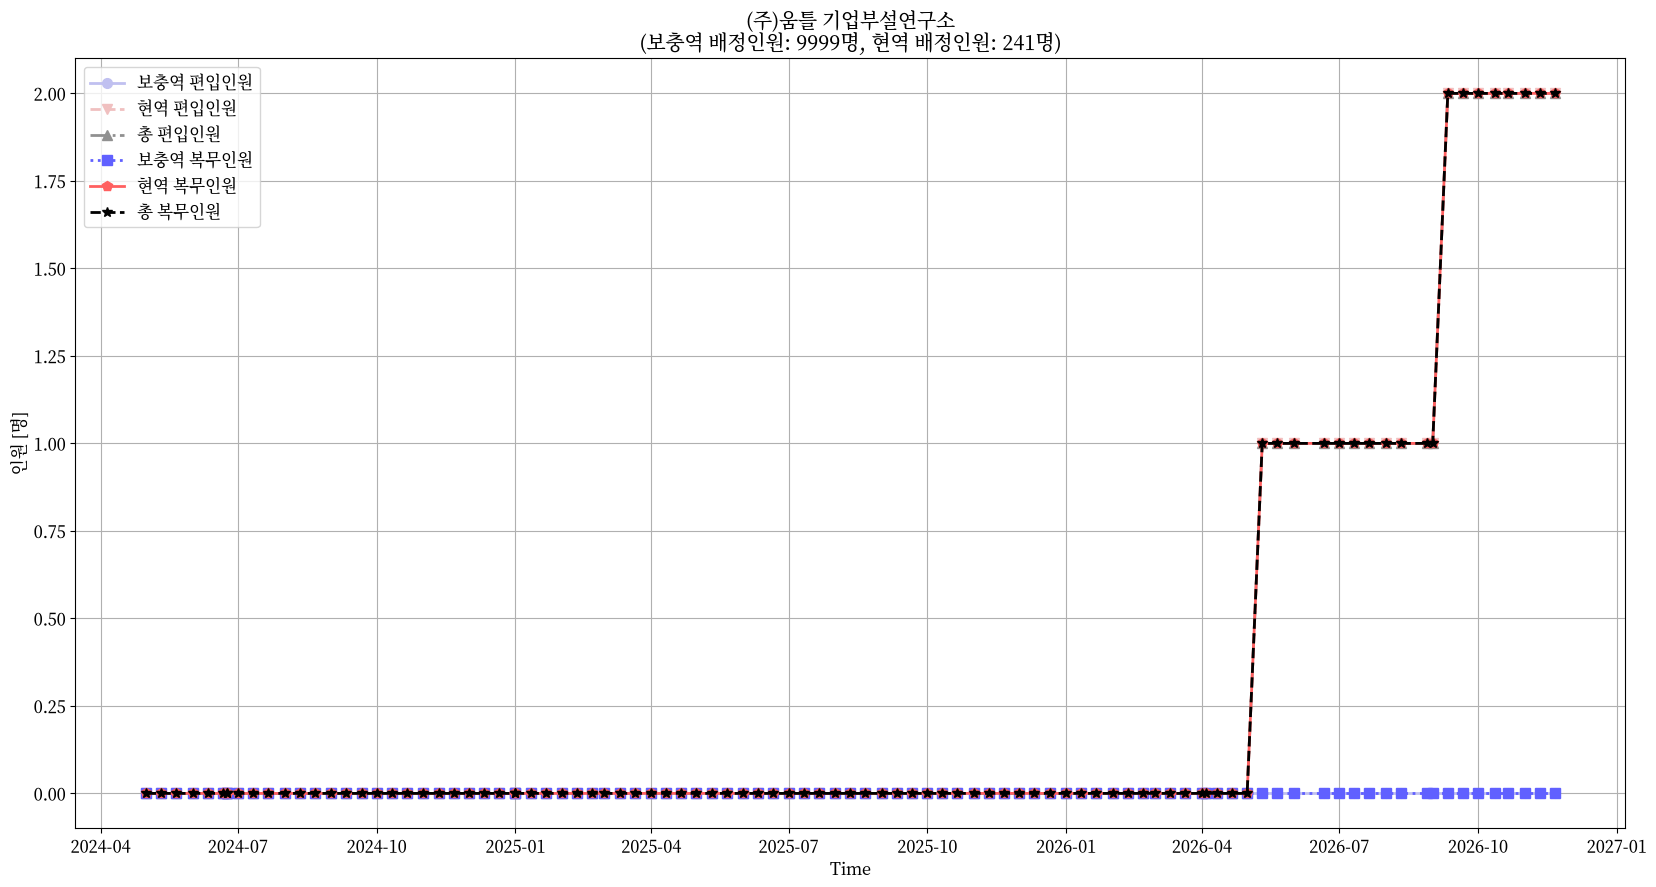 (주)움틀 기업부설연구소
(보충역 배정인원: 9999명, 현역 배정인원: 241명)
보충역 편입인원
현역 편입인원
총 편입인원
보충역 복무인원
현역 복무인원
총 복무인원
인원 [명]
2.00
1.75
1.50
1.25
1.00
0.75
0.50
0.25
0.00
2024-04 2024-07 2024-10 2025-01 2025-04 2025-07 2025-10 2026-01 2026-04 2026-07 2026-10 2027-01
Time